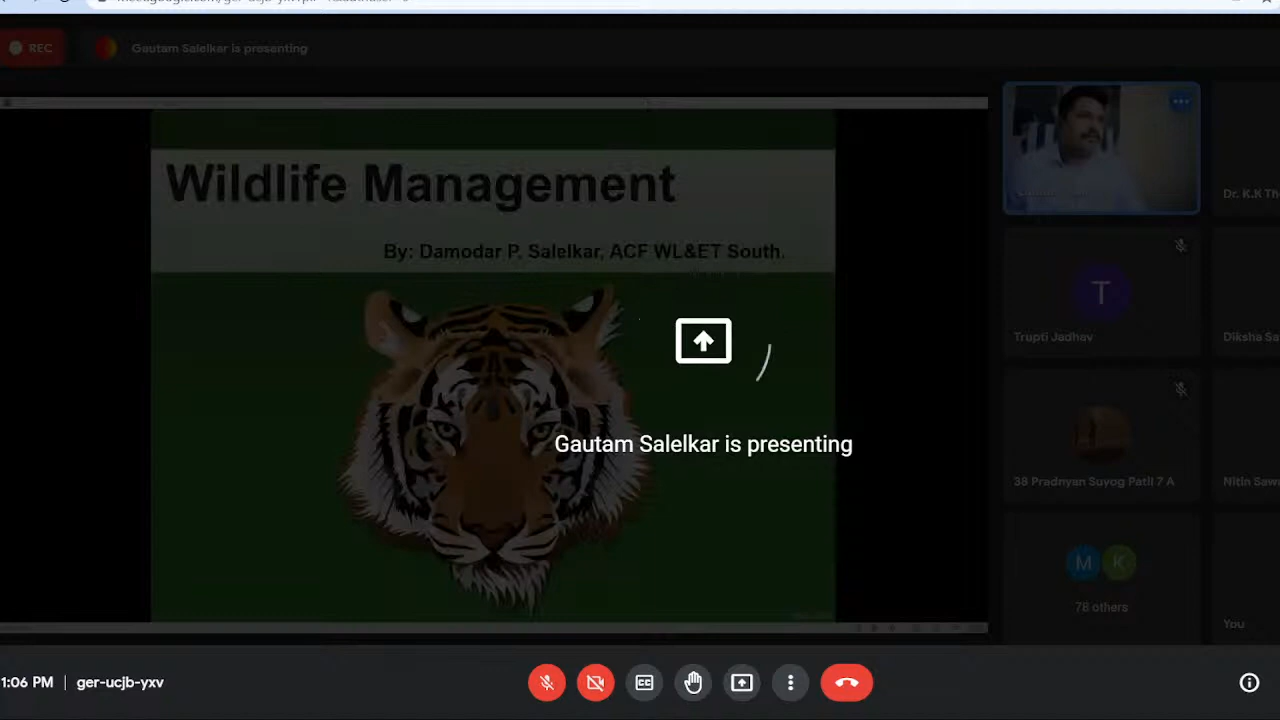 REC
Gautam Salelkar is presenting
Wildlife Management
By: Damodar P. Salelkar, ACF WL&ET South.
Gautam Salelkar is presenting
Dr. K.K Th
T
Trupti Jadhav
Diksha Sa
38 Pradnyan Suyog Patil 7 A
Nitin Saw
M K
78 others
You
1:06 PM | ger-ucjb-yxv
CC